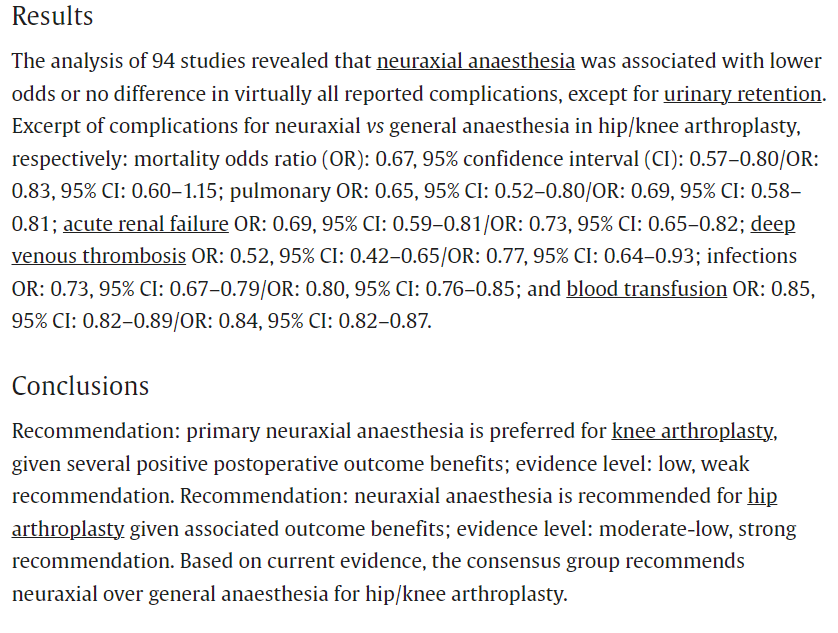 Results
The analysis of 94 studies revealed that neuraxial anaesthesia was associated with lower
odds or no difference in virtually all reported complications, except for urinary retention.
Excerpt of complications for neuraxial vs general anaesthesia in hip/knee arthroplasty,
respectively: mortality odds ratio (OR): 0.67, 95% confidence interval (CI): 0.57–0.80/OR:
0.83, 95% CI: 0.60–1.15; pulmonary OR: 0.65, 95% CI: 0.52–0.80/OR: 0.69, 95% CI: 0.58–
0.81; acute renal failure OR: 0.69, 95% CI: 0.59–0.81/OR: 0.73, 95% CI: 0.65–0.82; deep
venous thrombosis OR: 0.52, 95% CI: 0.42–0.65/OR: 0.77, 95% CI: 0.64–0.93; infections
OR: 0.73, 95% CI: 0.67–0.79/OR: 0.80, 95% CI: 0.76–0.85; and blood transfusion OR: 0.85,
95% CI: 0.82–0.89/OR: 0.84, 95% CI: 0.82–0.87.
Conclusions
Recommendation: primary neuraxial anaesthesia is preferred for knee arthroplasty,
given several positive postoperative outcome benefits; evidence level: low, weak
recommendation. Recommendation: neuraxial anaesthesia is recommended for hip
arthroplasty given associated outcome benefits; evidence level: moderate-low, strong
recommendation. Based on current evidence, the consensus group recommends
neuraxial over general anaesthesia for hip/knee arthroplasty.